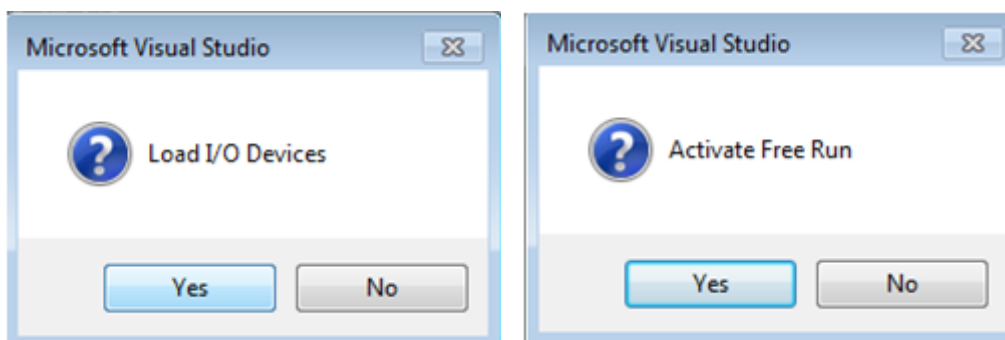 Microsoft Visual Studio
Load I/O Devices
Yes No
Microsoft Visual Studio
Activate Free Run
Yes No